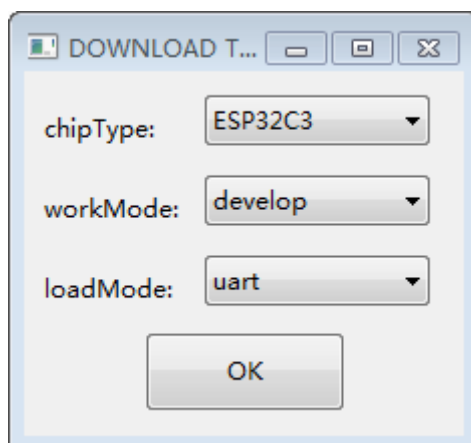 DOWNLOAD T...
chipType: ESP32C3
workMode: develop
loadMode: uart
OK